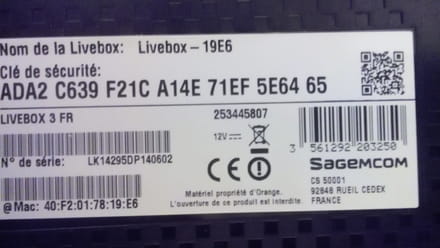 Nom de la Livebox: Livebox-19E6
Clé de sécurité:
ADA2 C639 F21C A14E 71EF 5E64 65
LIVEBOX 3 FR
253445807
12V
3 561292 203250
N° de série: LK14295DP140602
CE
SAGEMCOM
CS 50001
92848 RUEIL CEDEX
FRANCE
Matériel propriété d'Orange.
L'ouverture de ce produit est interdite.
@Mac: 40:F2:01:78:19:E6